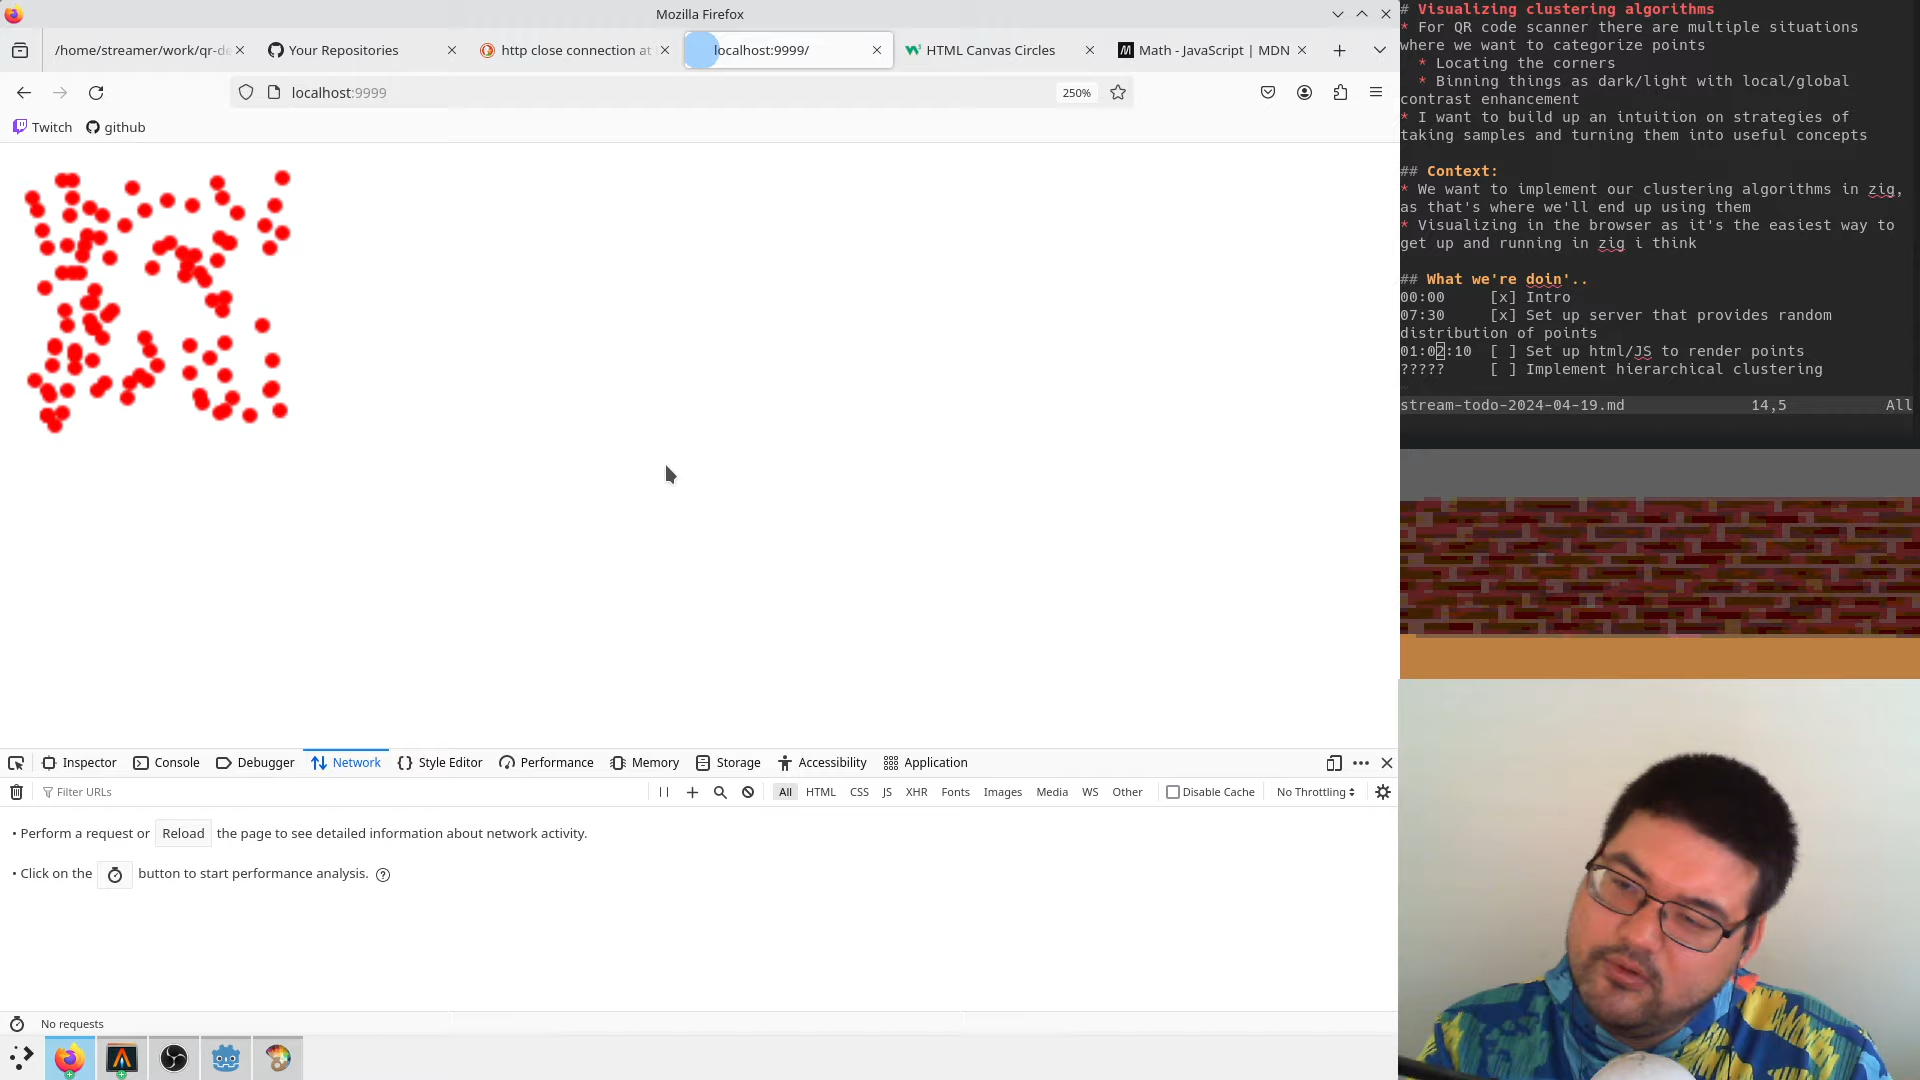 Mozilla Firefox
/home/streamer/work/qr-de
Your Repositories
http close connection at
localhost:9999/
HTML Canvas Circles
Math - JavaScript | MDN
localhost:9999
250%
Twitch
github
Inspector
Console
Debugger
Network
Style Editor
Performance
Memory
Storage
Accessibility
Application
Filter URLs
All
HTML
CSS
JS
XHR
Fonts
Images
Media
WS
Other
Disable Cache
No Throttling
• Perform a request or Reload the page to see detailed information about network activity.
• Click on the button to start performance analysis.
No requests
# Visualizing clustering algorithms
* For QR code scanner there are multiple situations
where we want to categorize points
* Locating the corners
* Binning things as dark/light with local/global
contrast enhancement
* I want to build up an intuition on strategies of
taking samples and turning them into useful concepts
## Context:
* We want to implement our clustering algorithms in zig,
as that's where we'll end up using them
* Visualizing in the browser as it's the easiest way to
get up and running in zig i think
## What we're doin'..
00:00 [x] Intro
07:30 [x] Set up server that provides random
distribution of points
01:02:10 [ ] Set up html/JS to render points
????? [ ] Implement hierarchical clustering
stream-todo-2024-04-19.md 14,5 All